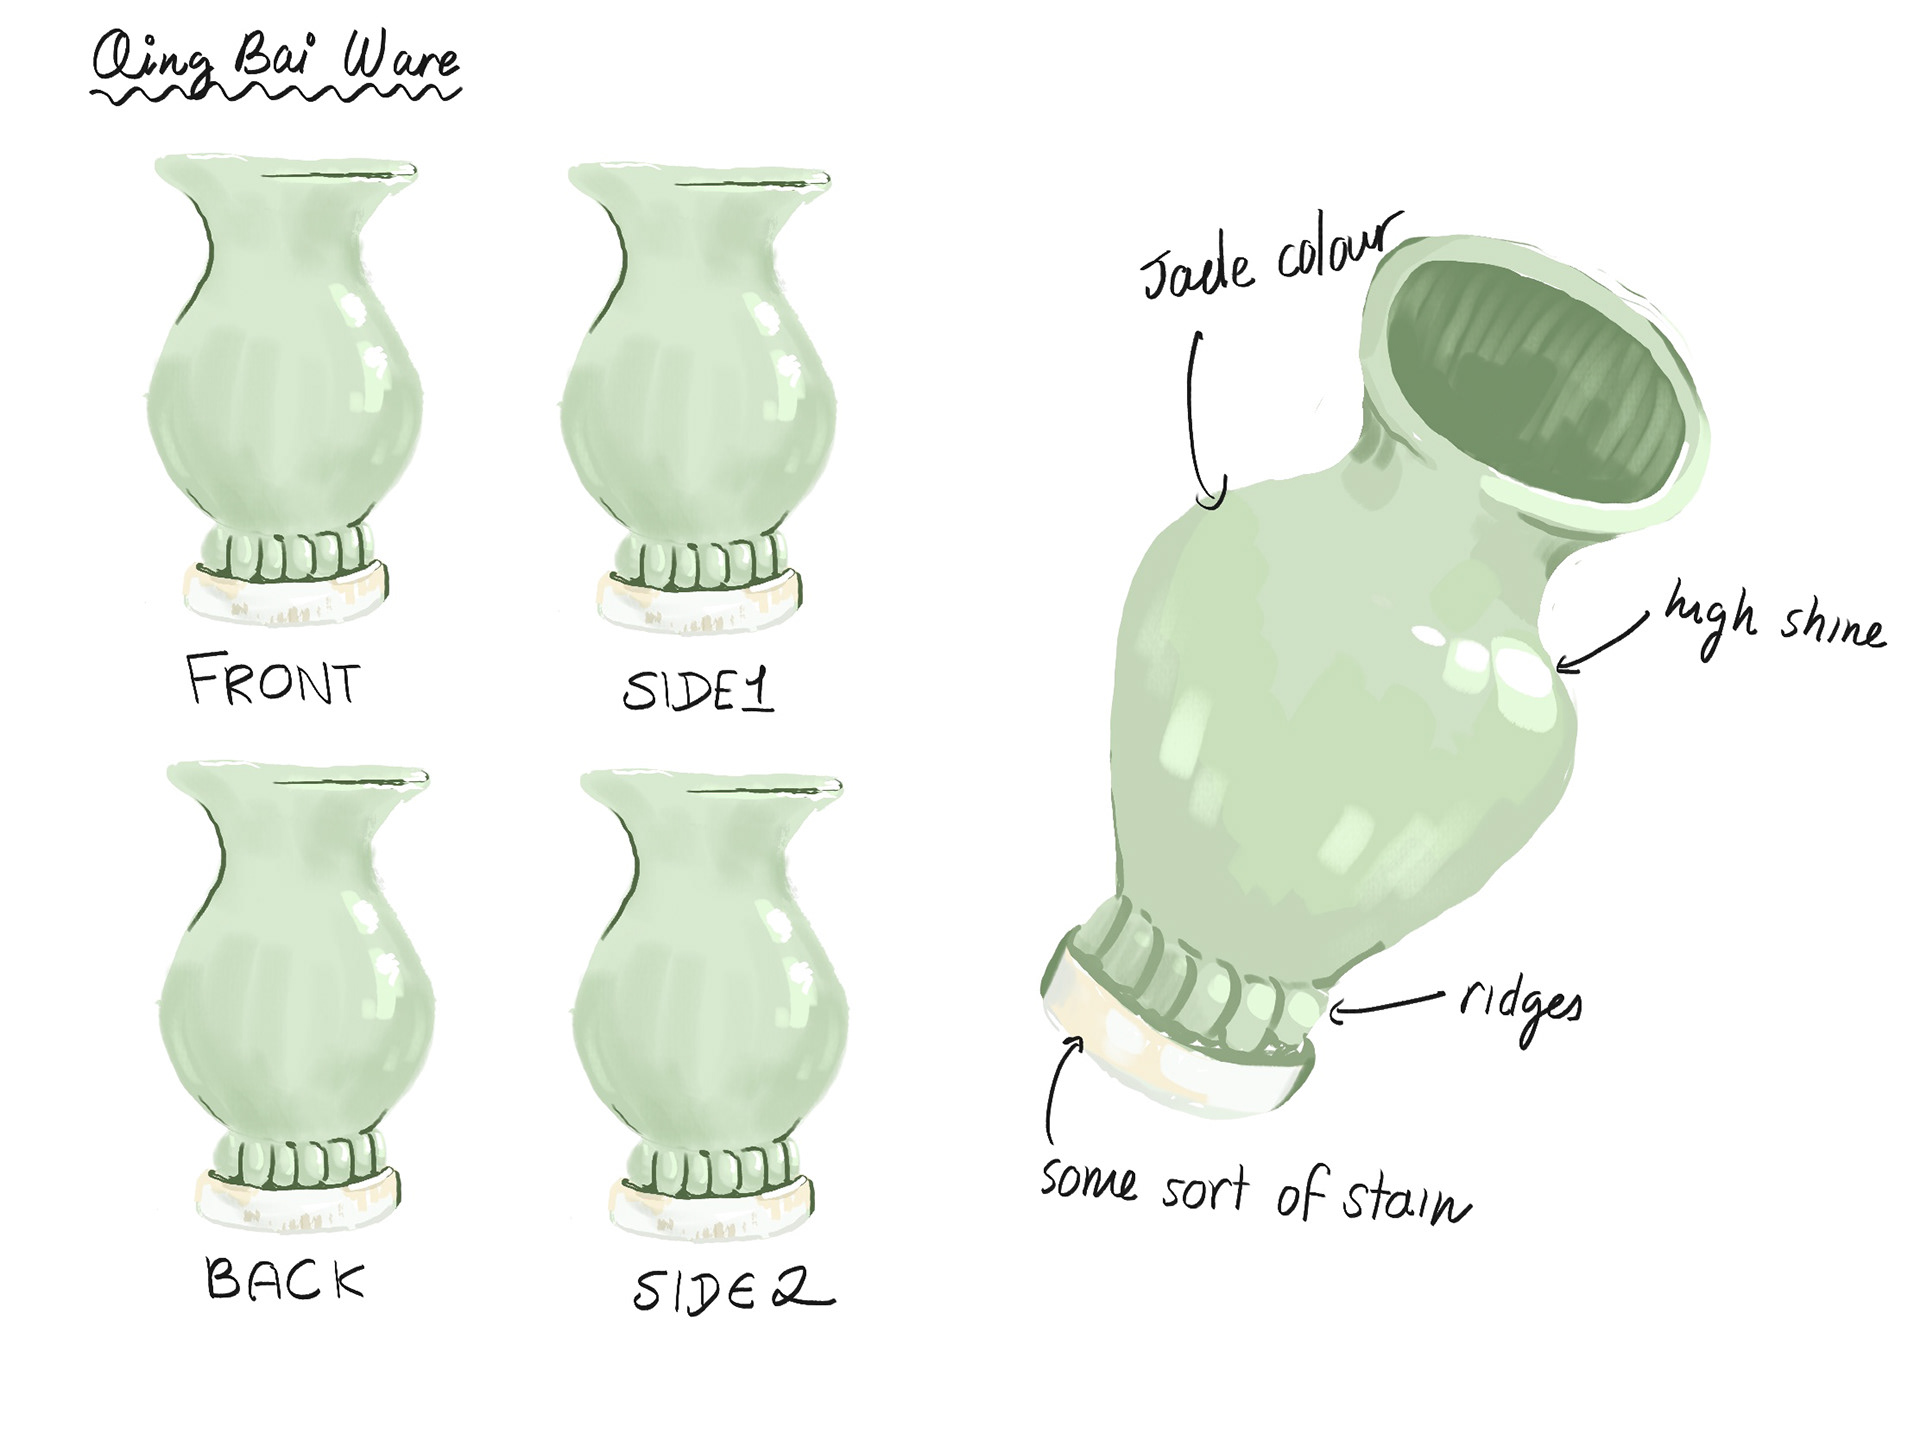 Qing Bai Ware
FRONT
SIDE1
BACK
SIDE2
Jade colour
high shine
ridges
some sort of stain